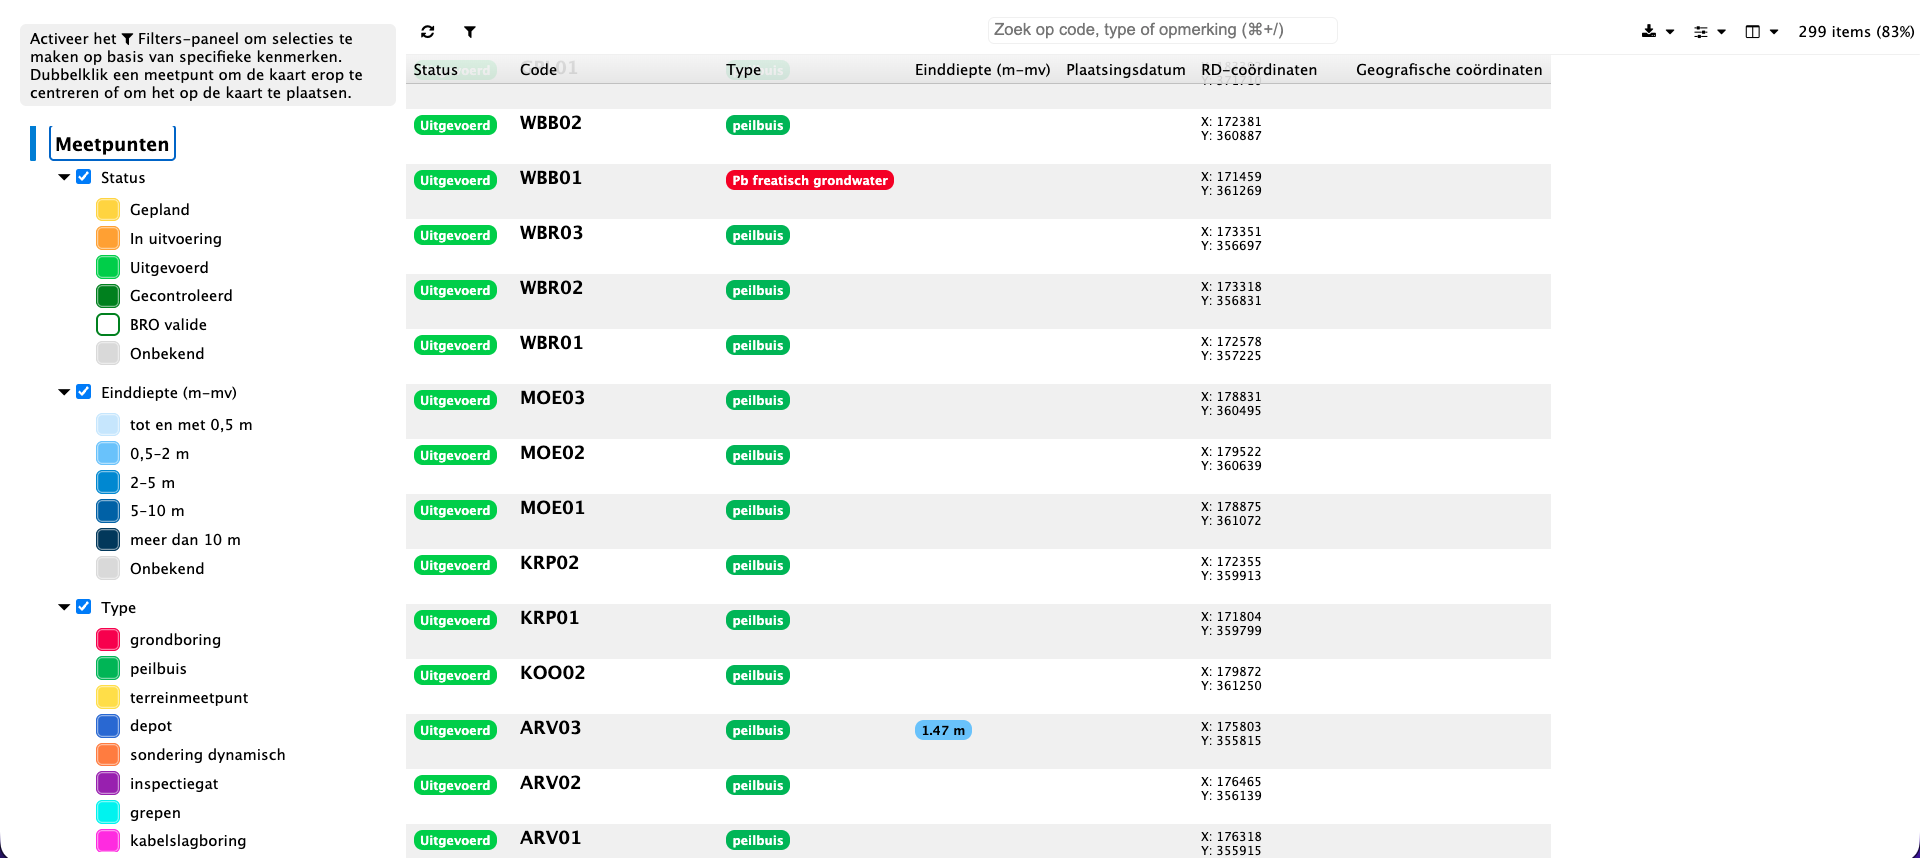 Activeer het Filters-paneel om selecties te
maken op basis van specifieke kenmerken.
Dubbelklik een meetpunt om de kaart erop te
centreren of om het op de kaart te plaatsen.
Meetpunten
Status
Gepland
In uitvoering
Uitgevoerd
Gecontroleerd
BRO valide
Onbekend
Einddiepte (m-mv)
tot en met 0,5 m
0,5-2 m
2-5 m
5-10 m
meer dan 10 m
Onbekend
Type
grondboring
peilbuis
terreinmeetpunt
depot
sondering dynamisch
inspectiegat
grepen
kabelslagboring
Zoek op code, type of opmerking (⌘+/)
299 items (83%)
Status Code Type Einddiepte (m-mv) Plaatsingsdatum RD-coördinaten Geografische coördinaten
Y: 371710
Uitgevoerd WBB02 peilbuis X: 172381
Y: 360887
Uitgevoerd WBB01 Pb freatisch grondwater X: 171459
Y: 361269
Uitgevoerd WBR03 peilbuis X: 173351
Y: 356697
Uitgevoerd WBR02 peilbuis X: 173318
Y: 356831
Uitgevoerd WBR01 peilbuis X: 172578
Y: 357225
Uitgevoerd MOE03 peilbuis X: 178831
Y: 360495
Uitgevoerd MOE02 peilbuis X: 179522
Y: 360639
Uitgevoerd MOE01 peilbuis X: 178875
Y: 361072
Uitgevoerd KRP02 peilbuis X: 172355
Y: 359913
Uitgevoerd KRP01 peilbuis X: 171804
Y: 359799
Uitgevoerd KOO02 peilbuis X: 179872
Y: 361250
Uitgevoerd ARV03 peilbuis 1.47 m X: 175803
Y: 355815
Uitgevoerd ARV02 peilbuis X: 176465
Y: 356139
Uitgevoerd ARV01 peilbuis X: 176318
Y: 355915